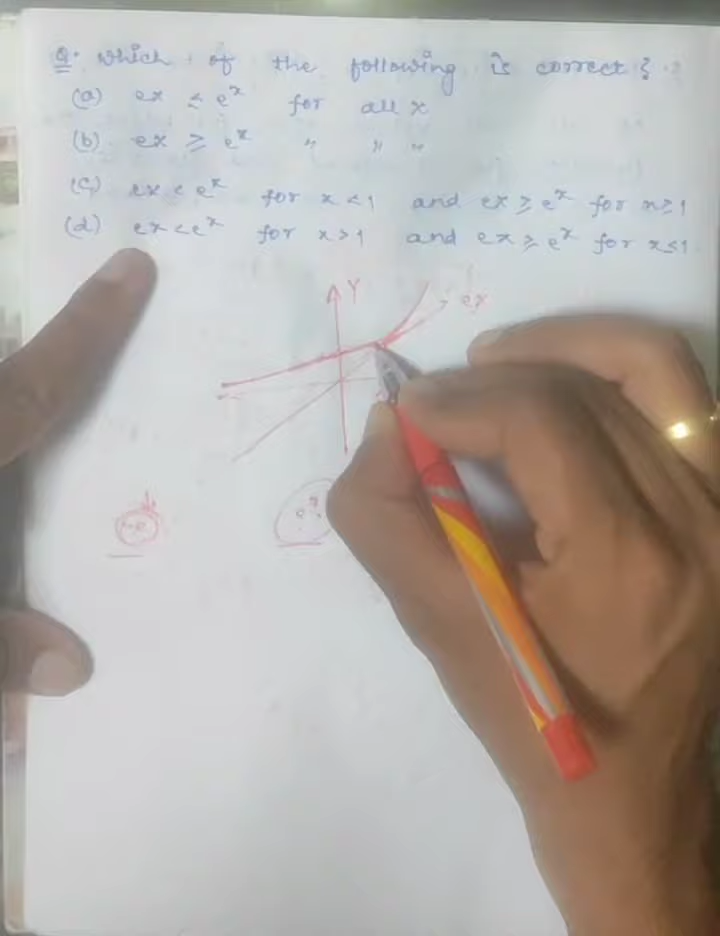 Q. Which of the following is correct?
(a) ex ≤ e^x for all x
(b) ex ≥ e^x " " "
(c) ex < e^x for x < 1 and ex ≥ e^x for x ≥ 1
(d) ex < e^x for x > 1 and ex ≥ e^x for x ≤ 1
Y
ex
e^x